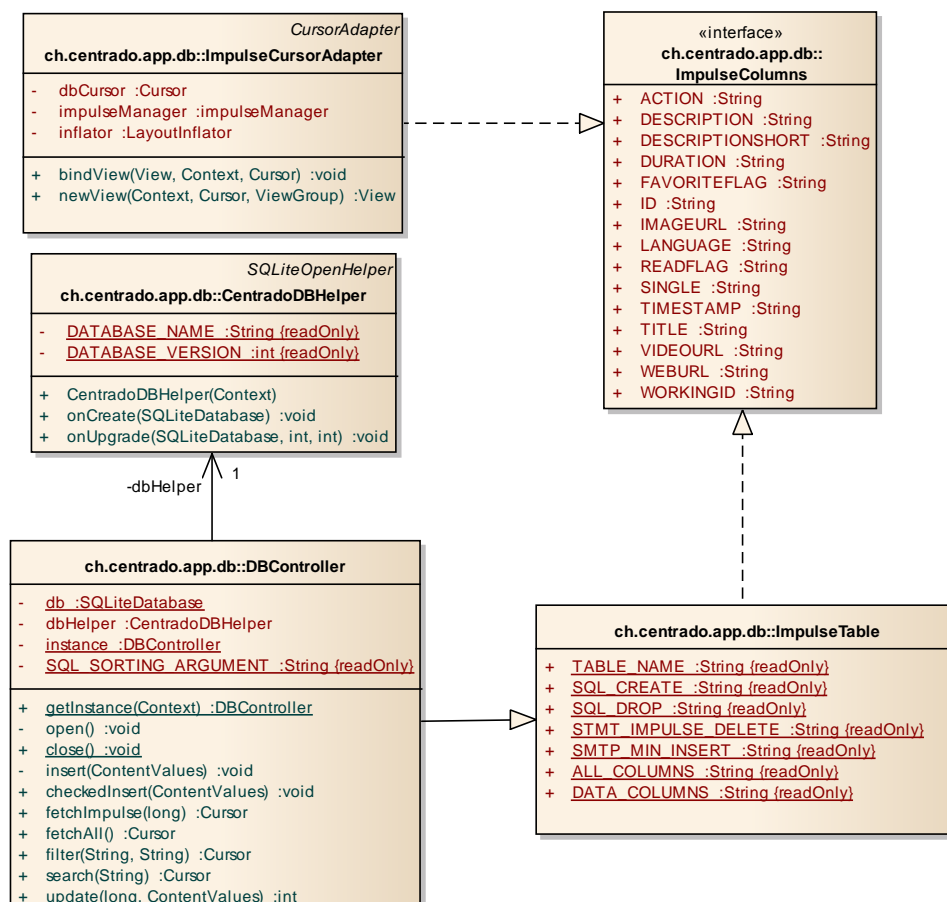 CursorAdapter
ch.centrado.app.db::ImpulseCursorAdapter
- dbCursor :Cursor
- impulseManager :impulseManager
- inflator :LayoutInflator
+ bindView(View, Context, Cursor) :void
+ newView(Context, Cursor, ViewGroup) :View
«interface»
ch.centrado.app.db::
ImpulseColumns
+ ACTION :String
+ DESCRIPTION :String
+ DESCRIPTIONSHORT :String
+ DURATION :String
+ FAVORITEFLAG :String
+ ID :String
+ IMAGEURL :String
+ LANGUAGE :String
+ READFLAG :String
+ SINGLE :String
+ TIMESTAMP :String
+ TITLE :String
+ VIDEOURL :String
+ WEBURL :String
+ WORKINGID :String
SQLiteOpenHelper
ch.centrado.app.db::CentradoDBHelper
- DATABASE_NAME :String {readOnly}
- DATABASE_VERSION :int {readOnly}
+ CentradoDBHelper(Context)
+ onCreate(SQLiteDatabase) :void
+ onUpgrade(SQLiteDatabase, int, int) :void
1
-dbHelper
ch.centrado.app.db::DBController
- db :SQLiteDatabase
- dbHelper :CentradoDBHelper
- instance :DBController
- SQL_SORTING_ARGUMENT :String {readOnly}
+ getInstance(Context) :DBController
- open() :void
+ close() :void
- insert(ContentValues) :void
+ checkedInsert(ContentValues) :void
+ fetchImpulse(long) :Cursor
+ fetchAll() :Cursor
+ filter(String, String) :Cursor
+ search(String) :Cursor
+ update(long, ContentValues) :int
ch.centrado.app.db::ImpulseTable
+ TABLE_NAME :String {readOnly}
+ SQL_CREATE :String {readOnly}
+ SQL_DROP :String {readOnly}
+ STMT_IMPULSE_DELETE :String {readOnly}
+ SMTP_MIN_INSERT :String {readOnly}
+ ALL_COLUMNS :String {readOnly}
+ DATA_COLUMNS :String {readOnly}